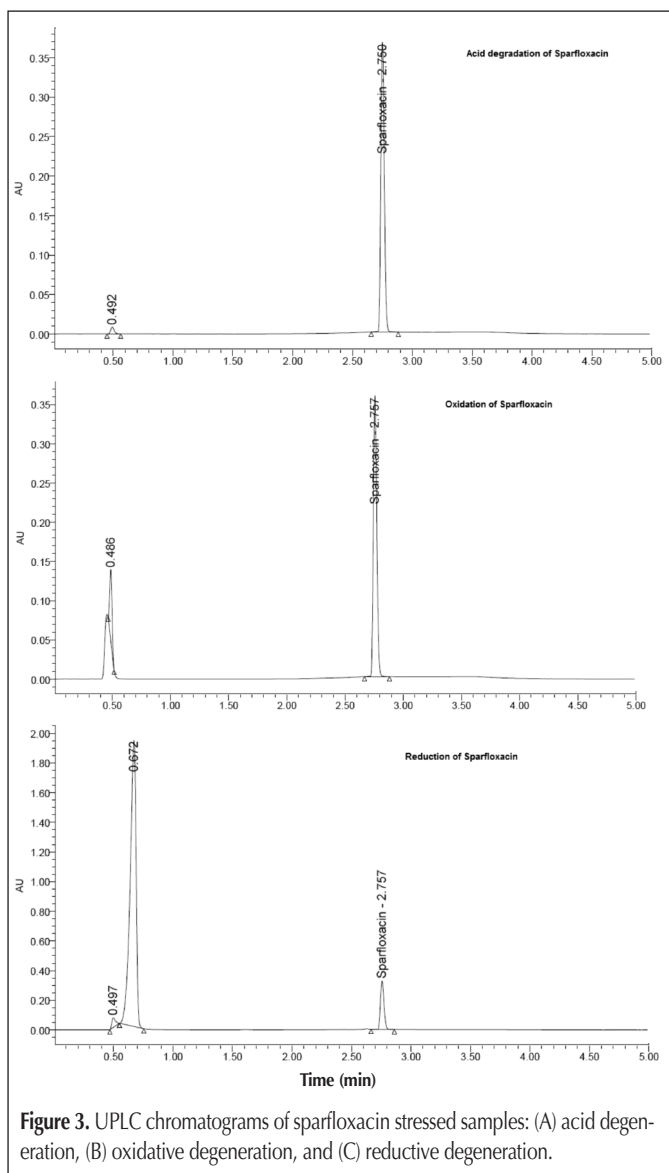 Acid degradation of Sparfloxacin
0.35
0.30
0.25
0.20
0.15
0.10
0.05
0.00
AU
0.492
Sparfloxacin - 2.750
0.50 1.00 1.50 2.00 2.50 3.00 3.50 4.00 4.50 5.00
Oxidation of Sparfloxacin
0.35
0.30
0.25
0.20
0.15
0.10
0.05
0.00
AU
0.486
Sparfloxacin - 2.757
0.50 1.00 1.50 2.00 2.50 3.00 3.50 4.00 4.50 5.00
Reduction of Sparfloxacin
2.00
1.80
1.60
1.40
1.20
1.00
0.80
0.60
0.40
0.20
0.00
AU
0.497
0.672
Sparfloxacin - 2.757
0.50 1.00 1.50 2.00 2.50 3.00 3.50 4.00 4.50 5.00
Time (min)
Figure 3. UPLC chromatograms of sparfloxacin stressed samples: (A) acid degen-
eration, (B) oxidative degeneration, and (C) reductive degeneration.